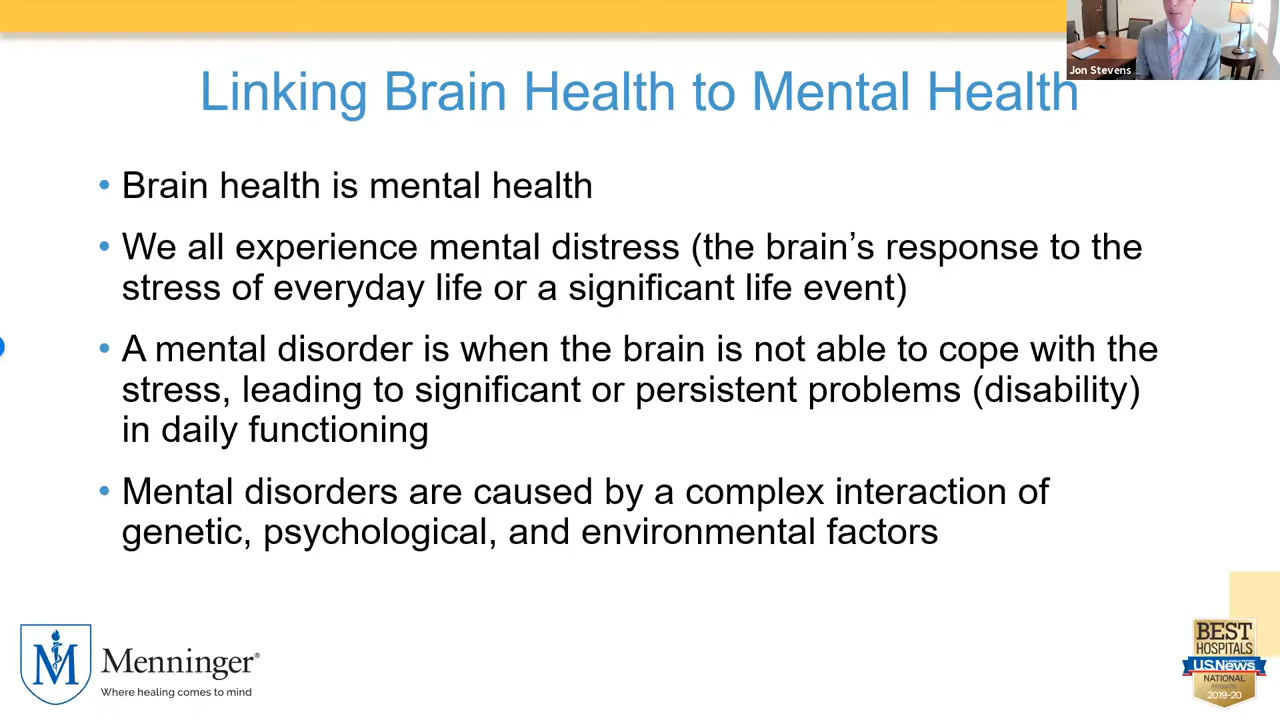 Jon Stevens
Linking Brain Health to Mental Health
• Brain health is mental health
• We all experience mental distress (the brain’s response to the
stress of everyday life or a significant life event)
• A mental disorder is when the brain is not able to cope with the
stress, leading to significant or persistent problems (disability)
in daily functioning
• Mental disorders are caused by a complex interaction of
genetic, psychological, and environmental factors
M
Menninger®
Where healing comes to mind
BEST
HOSPITALS
U.S.News
NATIONAL
2019-20